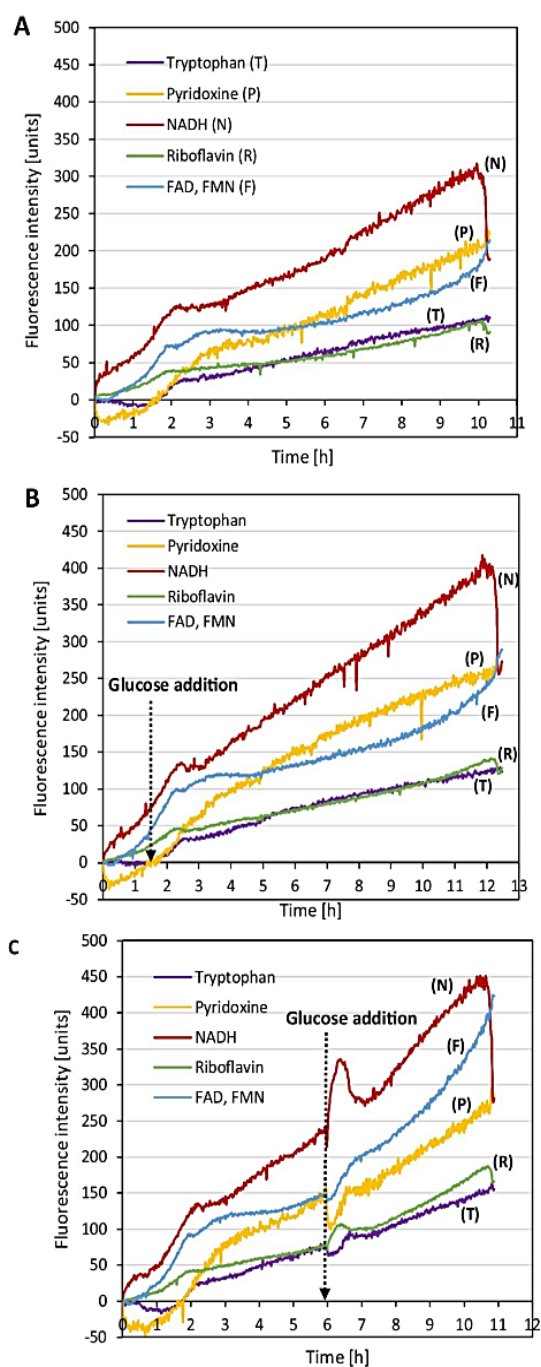 A
500
450
400
350
300
250
200
150
100
50
0
-50
Fluorescence intensity [units]
Tryptophan (T)
Pyridoxine (P)
NADH (N)
Riboflavin (R)
FAD, FMN (F)
(N)
(P)
(F)
(T)
(R)
0 1 2 3 4 5 6 7 8 9 10 11
Time [h]
B
500
450
400
350
300
250
200
150
100
50
0
-50
Fluorescence intensity [units]
Tryptophan
Pyridoxine
NADH
Riboflavin
FAD, FMN
Glucose addition
(N)
(P)
(F)
(R)
(T)
0 1 2 3 4 5 6 7 8 9 10 11 12 13
Time [h]
C
500
450
400
350
300
250
200
150
100
50
0
-50
Fluorescence intensity [units]
Tryptophan
Pyridoxine
NADH
Riboflavin
FAD, FMN
Glucose addition
(N)
(F)
(P)
(R)
(T)
0 1 2 3 4 5 6 7 8 9 10 11 12
Time [h]